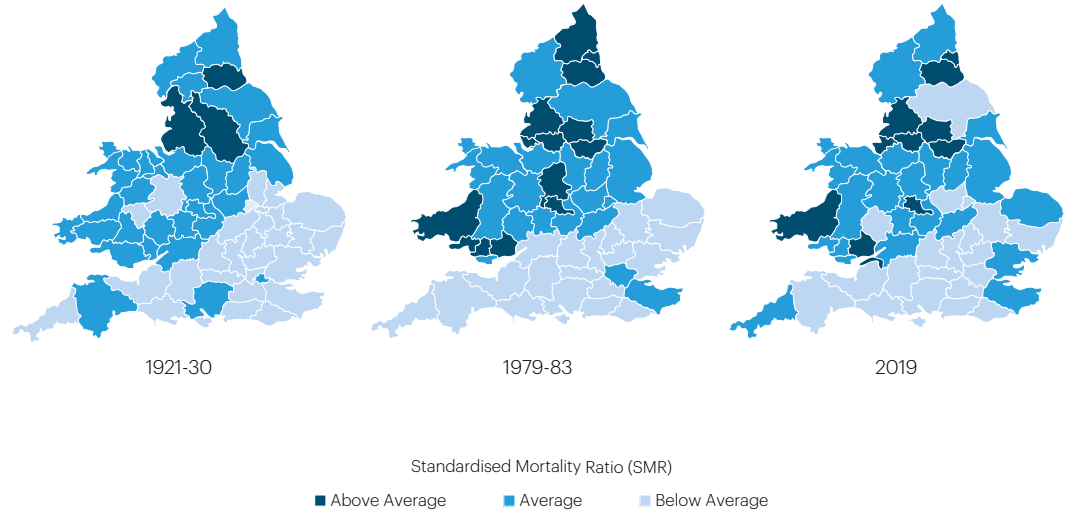 1921-30
1979-83
2019
Standardised Mortality Ratio (SMR)
Above Average
Average
Below Average